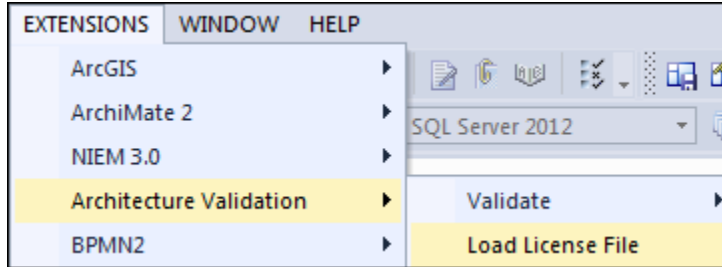 EXTENSIONS WINDOW HELP
ArcGIS
ArchiMate 2
SQL Server 2012
NIEM 3.0
Architecture Validation
Validate
BPMN2
Load License File